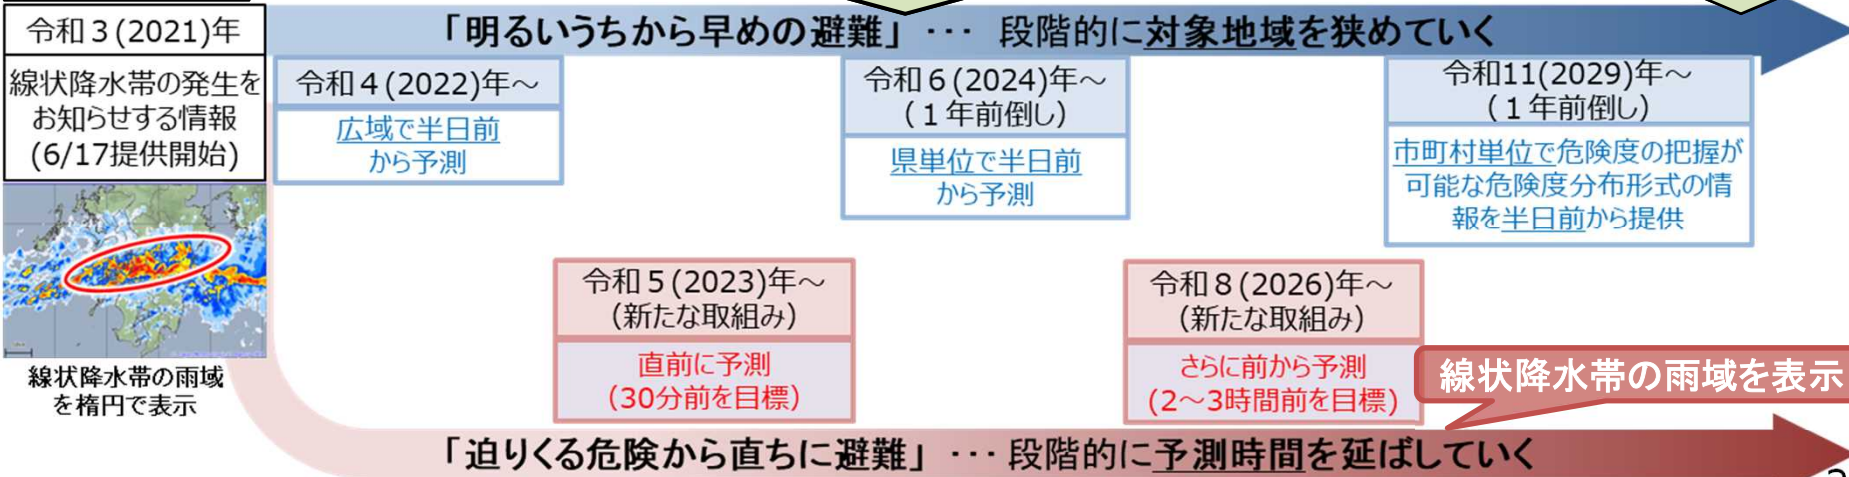 令和３(2021)年
線状降水帯の発生を
お知らせする情報
(6/17提供開始)
線状降水帯の雨域
を楕円で表示
「明るいうちから早めの避難」 ･･･ 段階的に対象地域を狭めていく
令和４(2022)年～
広域で半日前
から予測
令和６(2024)年～
（１年前倒し）
県単位で半日前
から予測
令和11(2029)年～
（１年前倒し）
市町村単位で危険度の把握が
可能な危険度分布形式の情
報を半日前から提供
令和５(2023)年～
（新たな取組み）
直前に予測
（30分前を目標）
令和８(2026)年～
（新たな取組み）
さらに前から予測
（2～3時間前を目標）
線状降水帯の雨域を表示
「迫りくる危険から直ちに避難」 ･･･ 段階的に予測時間を延ばしていく